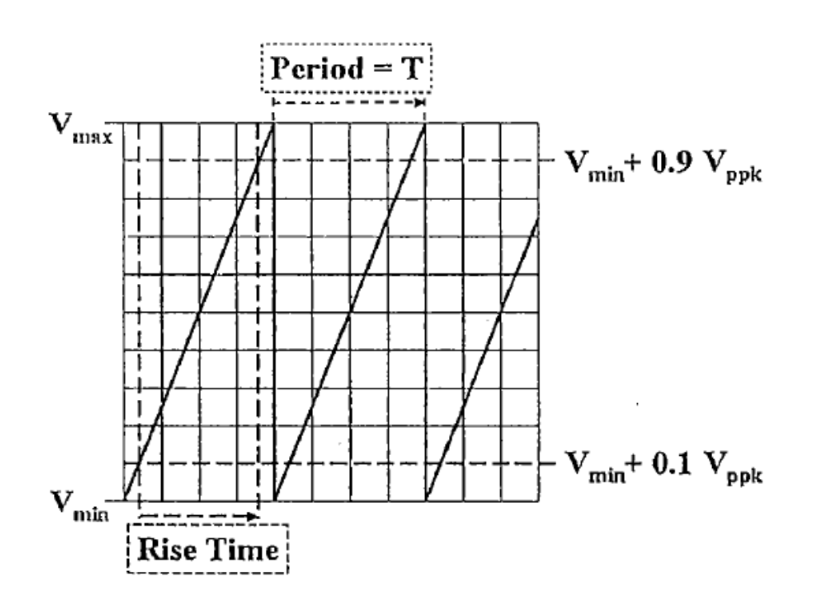 Period = T
Vmax
Vmin+ 0.9 Vppk
Vmin+ 0.1 Vppk
Vmin
Rise Time